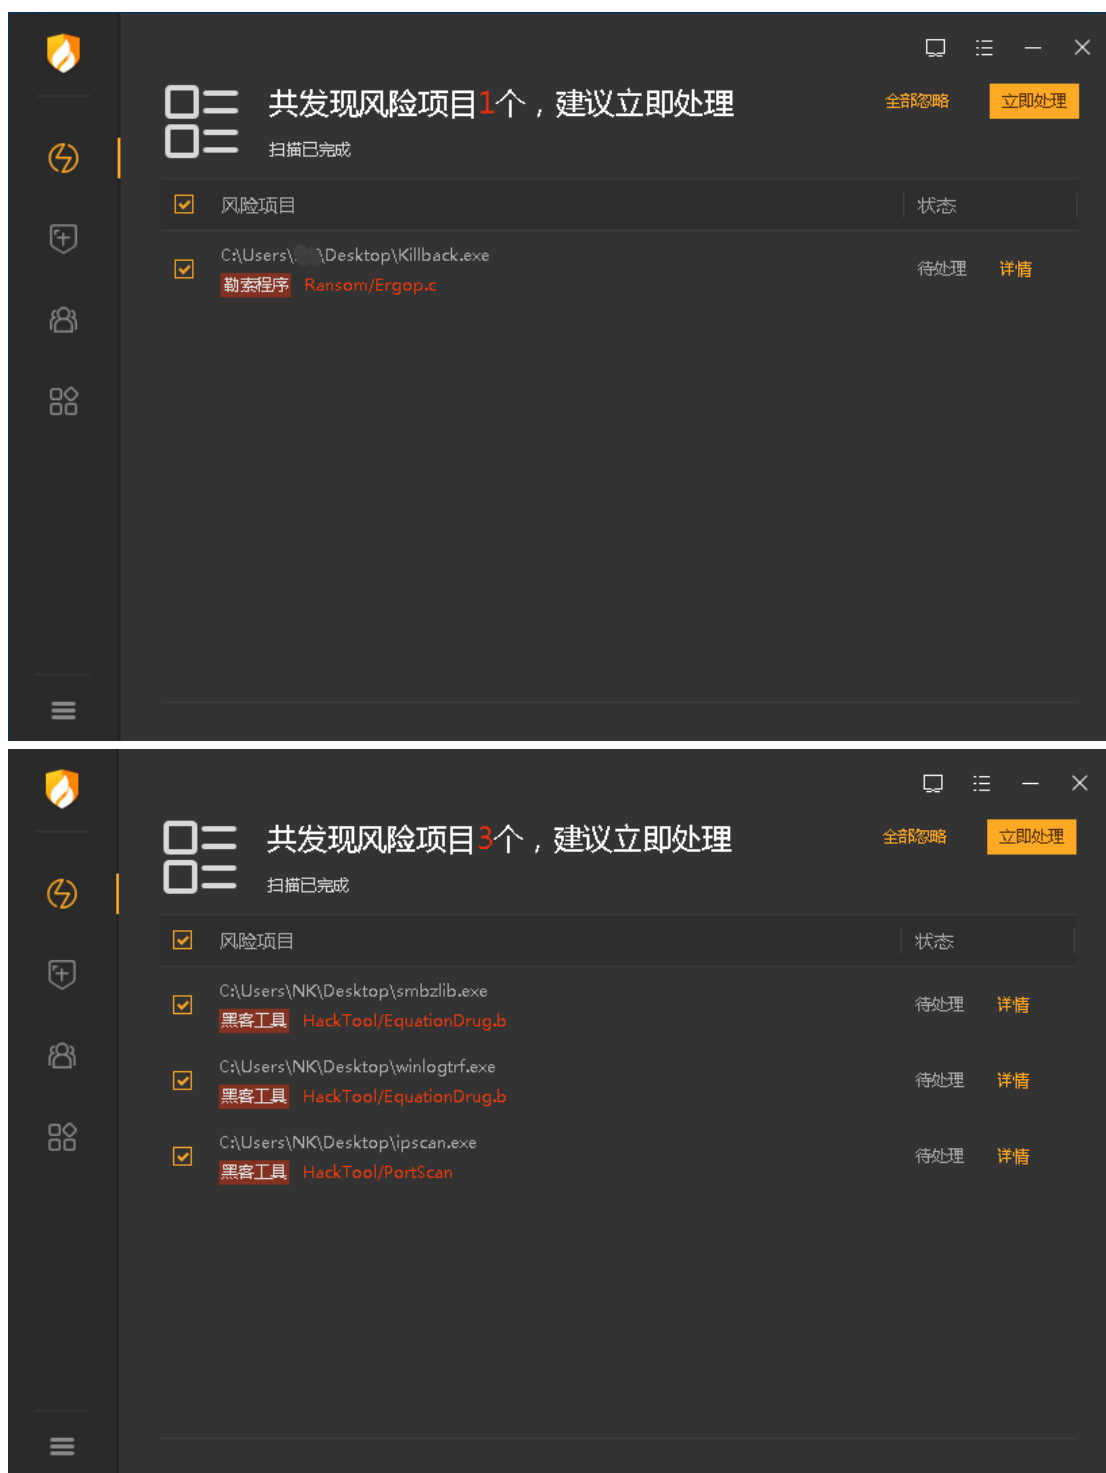 共发现风险项目1个，建议立即处理
全部忽略
立即处理
扫描已完成
风险项目
状态
C:\Users\ \Desktop\Killback.exe
待处理
详情
勒索程序 Ransom/Ergop.c
共发现风险项目3个，建议立即处理
全部忽略
立即处理
扫描已完成
风险项目
状态
C:\Users\NK\Desktop\smbzlib.exe
待处理
详情
黑客工具 HackTool/EquationDrug.b
C:\Users\NK\Desktop\winlogtrf.exe
待处理
详情
黑客工具 HackTool/EquationDrug.b
C:\Users\NK\Desktop\ipscan.exe
待处理
详情
黑客工具 HackTool/PortScan